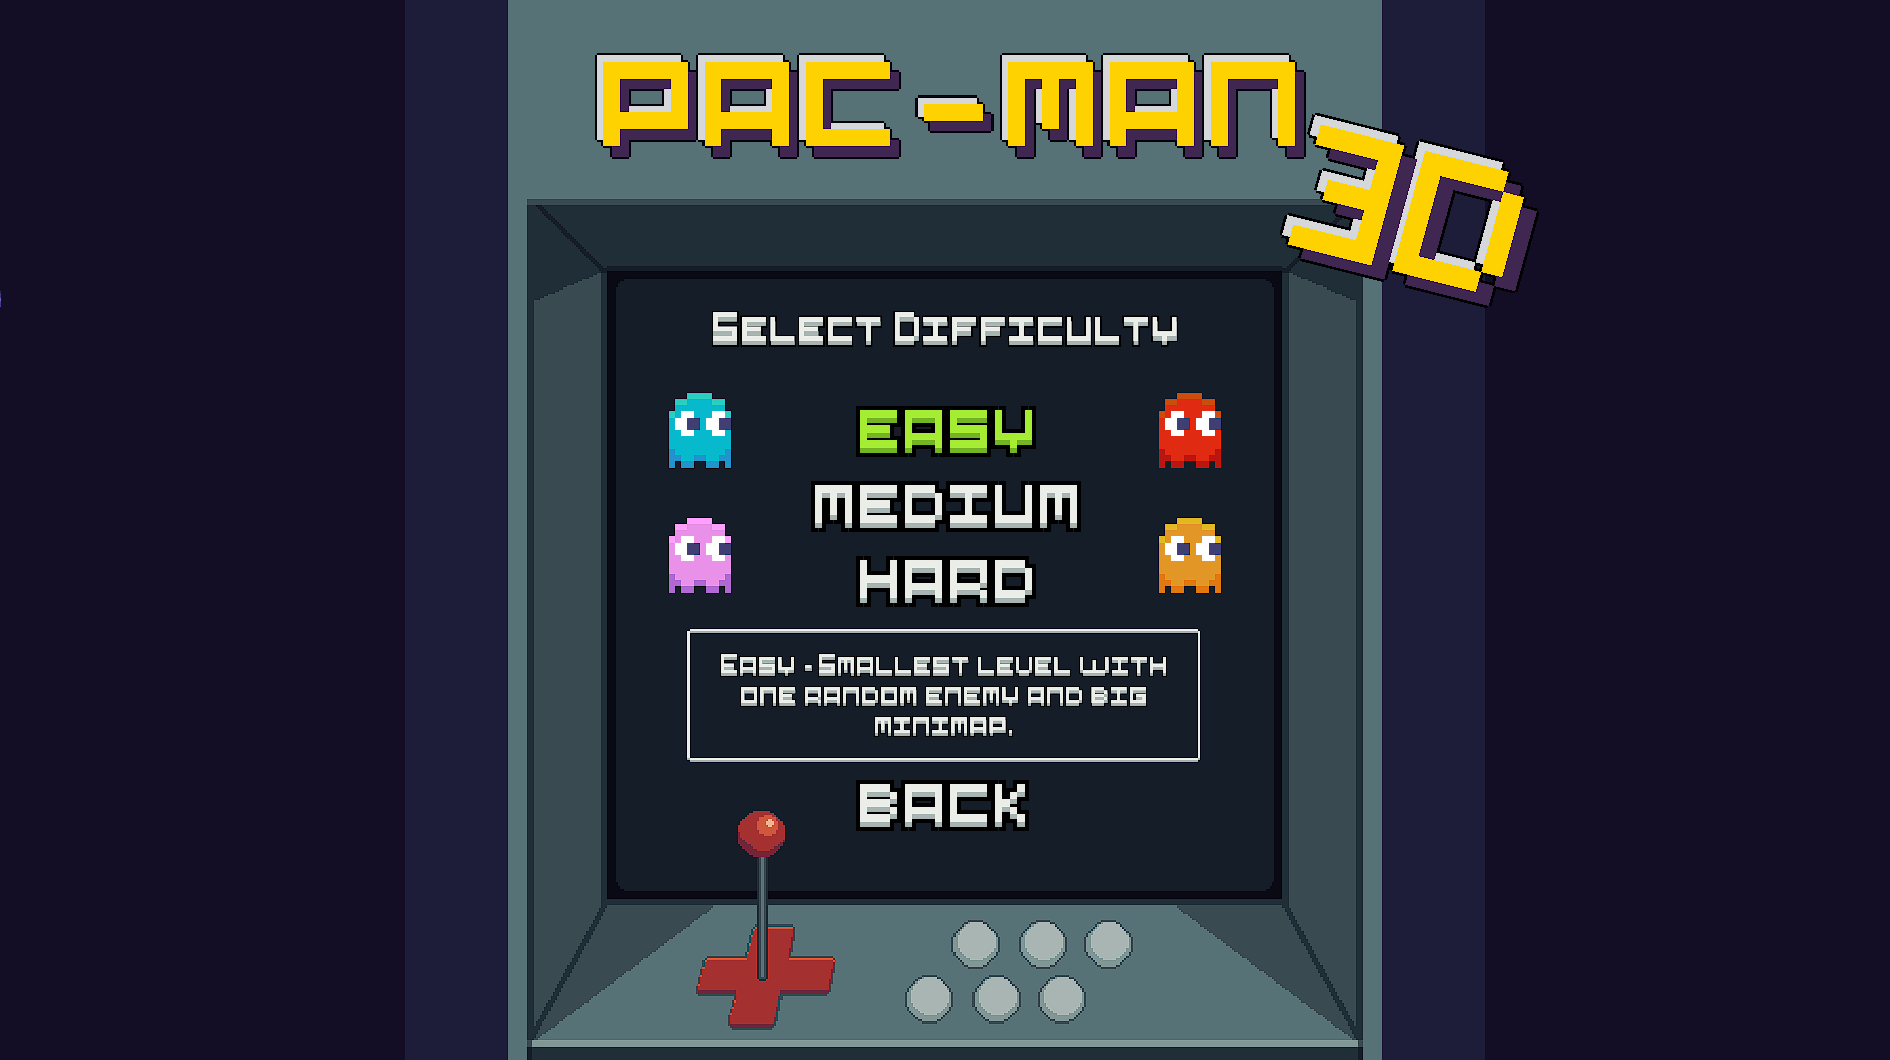 PAC-MAN
3D
Select Difficulty
EASY
MEDIUM
HARD
Easy - Smallest level with
one random enemy and big
minimap.
BACK